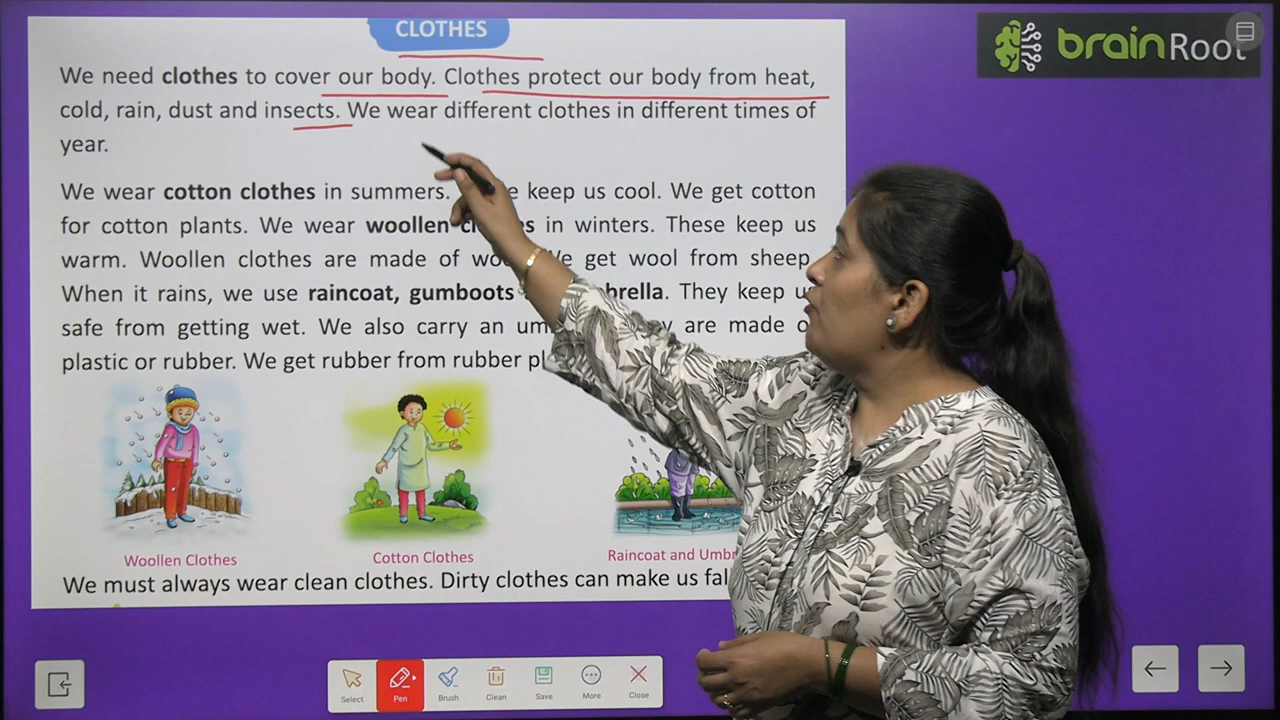 CLOTHES
brainRoot
We need clothes to cover our body. Clothes protect our body from heat,
cold, rain, dust and insects. We wear different clothes in different times of
year.
We wear cotton clothes in summers. keep us cool. We get cotton
for cotton plants. We wear woollen in winters. These keep us
warm. Woollen clothes are made of We get wool from sheep
When it rains, we use raincoat, gumboots They keep
safe from getting wet. We also carry an are made
plastic or rubber. We get rubber from rubber
Woollen Clothes
Cotton Clothes
Raincoat and
We must always wear clean clothes. Dirty clothes can make us
Select
Pen
Brush
Clean
Save
More
Close